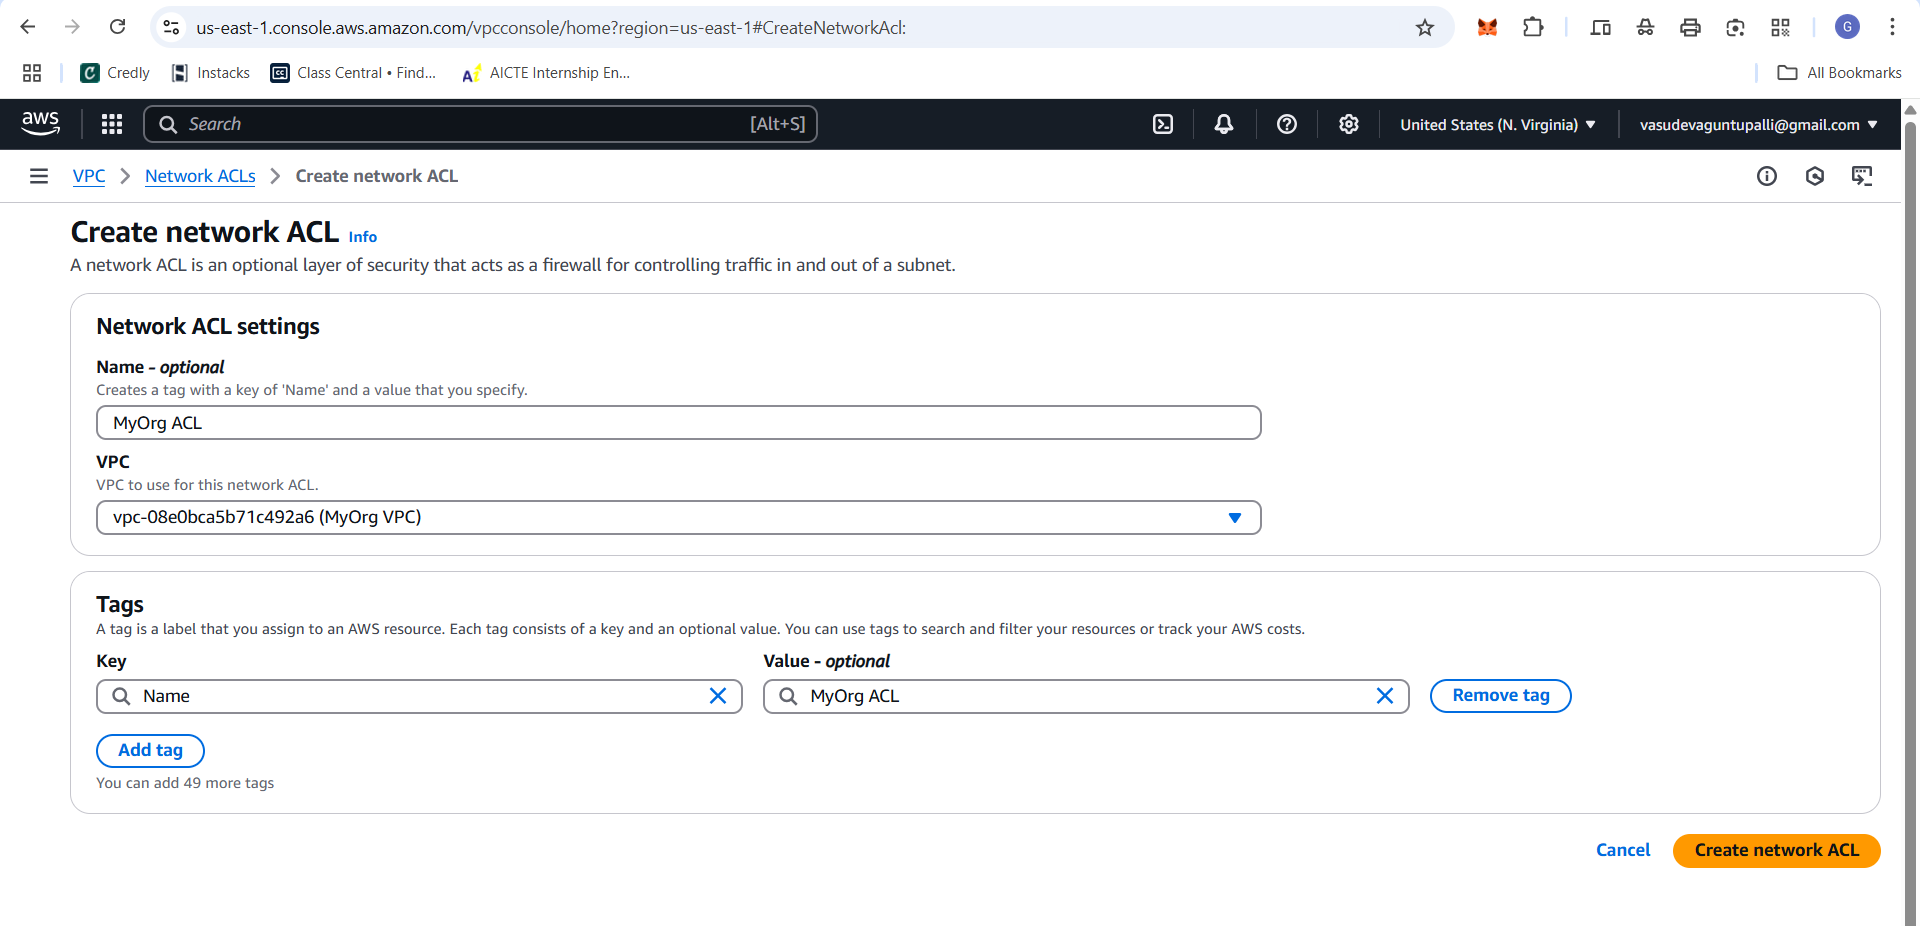 us-east-1.console.aws.amazon.com/vpcconsole/home?region=us-east-1#CreateNetworkAcl:
G
Credly
Instacks
Class Central • Find...
AICTE Internship En...
All Bookmarks
aws
Search
[Alt+S]
United States (N. Virginia)
vasudevaguntupalli@gmail.com
VPC
Network ACLs
Create network ACL
Create network ACL Info
A network ACL is an optional layer of security that acts as a firewall for controlling traffic in and out of a subnet.
Network ACL settings
Name - optional
Creates a tag with a key of 'Name' and a value that you specify.
MyOrg ACL
VPC
VPC to use for this network ACL.
vpc-08e0bca5b71c492a6 (MyOrg VPC)
Tags
A tag is a label that you assign to an AWS resource. Each tag consists of a key and an optional value. You can use tags to search and filter your resources or track your AWS costs.
Key
Value - optional
Name
MyOrg ACL
Remove tag
Add tag
You can add 49 more tags
Cancel
Create network ACL